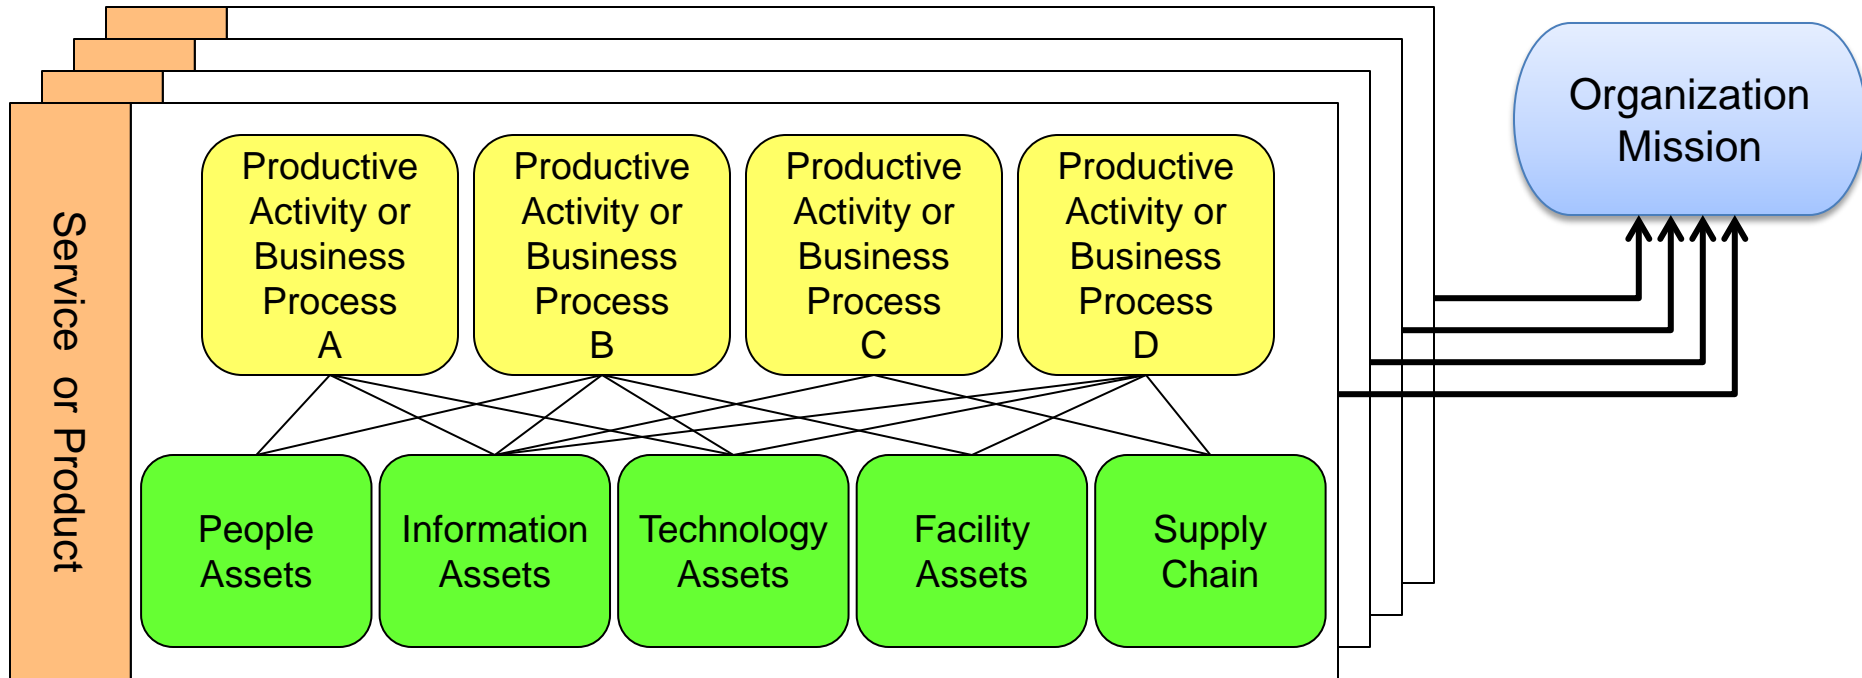 Organization
Mission
Service or Product
Productive
Activity or
Business
Process
A
Productive
Activity or
Business
Process
B
Productive
Activity or
Business
Process
C
Productive
Activity or
Business
Process
D
People
Assets
Information
Assets
Technology
Assets
Facility
Assets
Supply
Chain